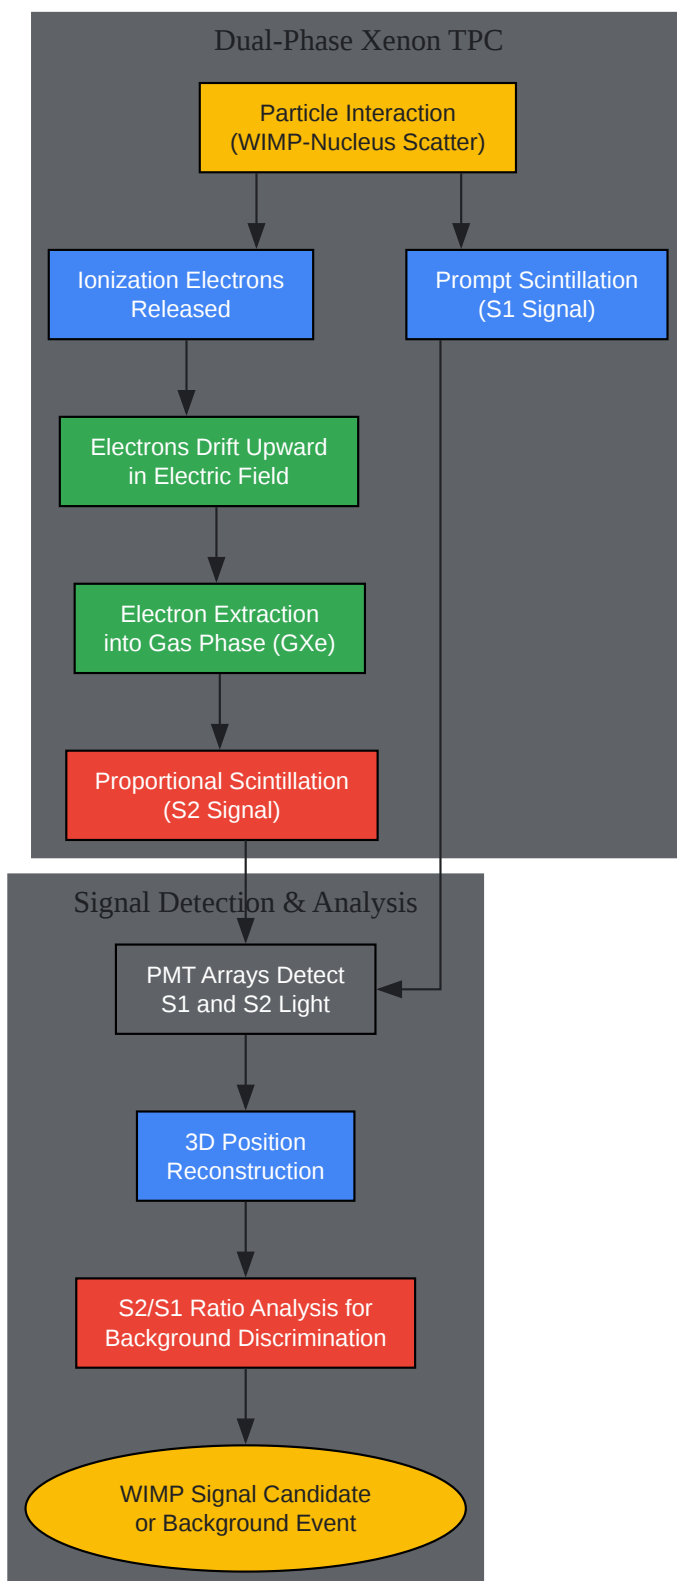 Dual-Phase Xenon TPC
Particle Interaction
(WIMP-Nucleus Scatter)
Ionization Electrons
Released
Prompt Scintillation
(S1 Signal)
Electrons Drift Upward
in Electric Field
Electron Extraction
into Gas Phase (GXe)
Proportional Scintillation
(S2 Signal)
Signal Detection & Analysis
PMT Arrays Detect
S1 and S2 Light
3D Position
Reconstruction
S2/S1 Ratio Analysis for
Background Discrimination
WIMP Signal Candidate
or Background Event